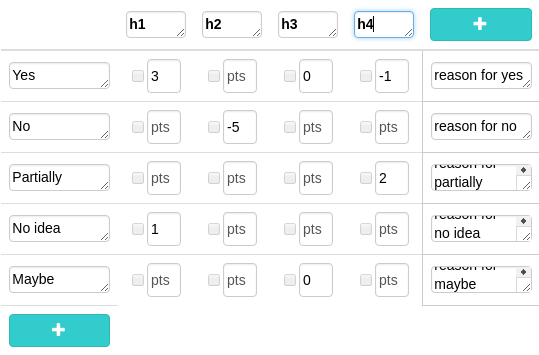 h1 h2 h3 h4 +
Yes 3 pts 0 -1 reason for yes
No pts -5 pts pts reason for no
Partially pts pts pts 2 reason for
partially
No idea 1 pts pts pts reason for
no idea
Maybe pts pts 0 pts reason for
maybe
+